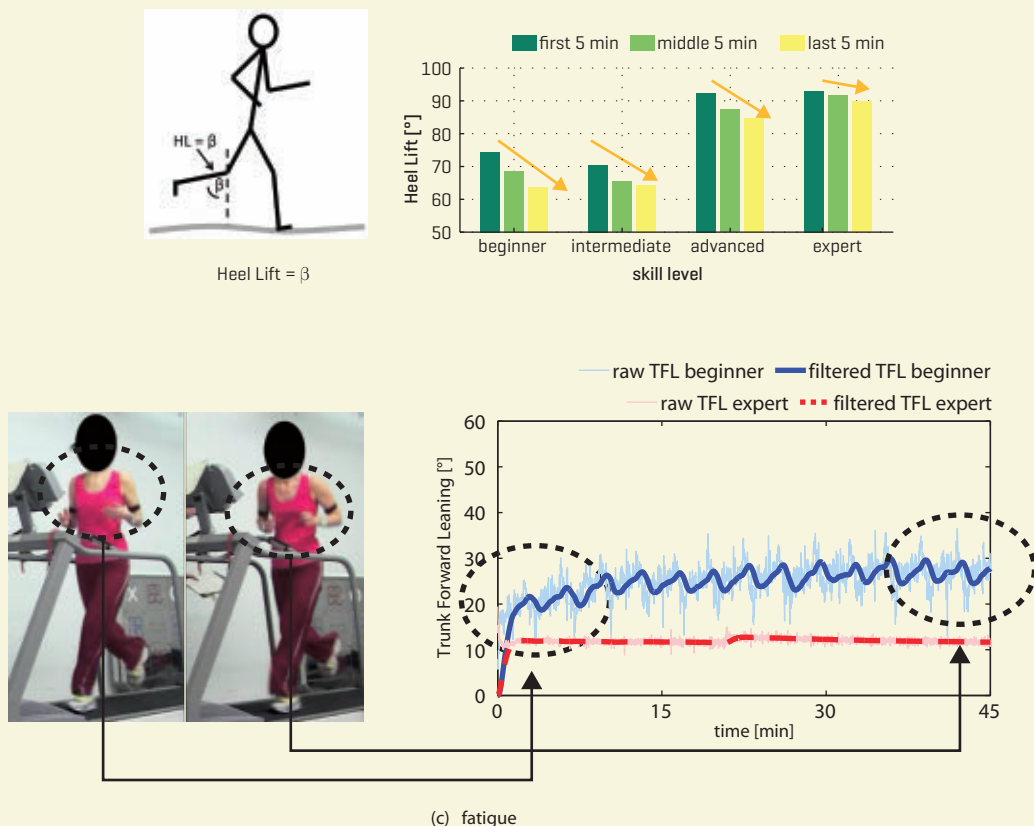 HL = β
β
Heel Lift = β
first 5 min middle 5 min last 5 min
Heel Lift [°]
100
90
80
70
60
50
beginner intermediate advanced expert
skill level
raw TFL beginner filtered TFL beginner
raw TFL expert filtered TFL expert
Trunk Forward Leaning [°]
60
50
40
30
20
10
0
0 15 30 45
time [min]
(c) fatigue